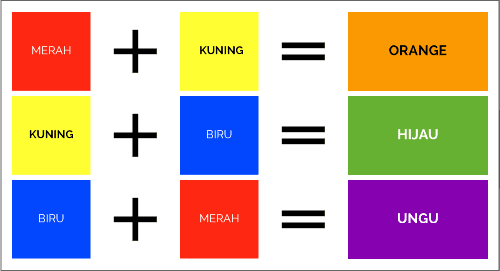 MERAH + KUNING = ORANGE
KUNING + BIRU = HIJAU
BIRU + MERAH = UNGU